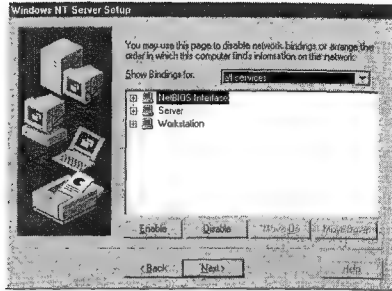 Windows NT Server Setup
You may use this page to disable network bindings or arrange the
order in which this computer finds information on the network.
Show Bindings for: all services
NetBIOS Interface
Server
Workstation
Enable Disable Move Up Move Down
< Back Next > Help